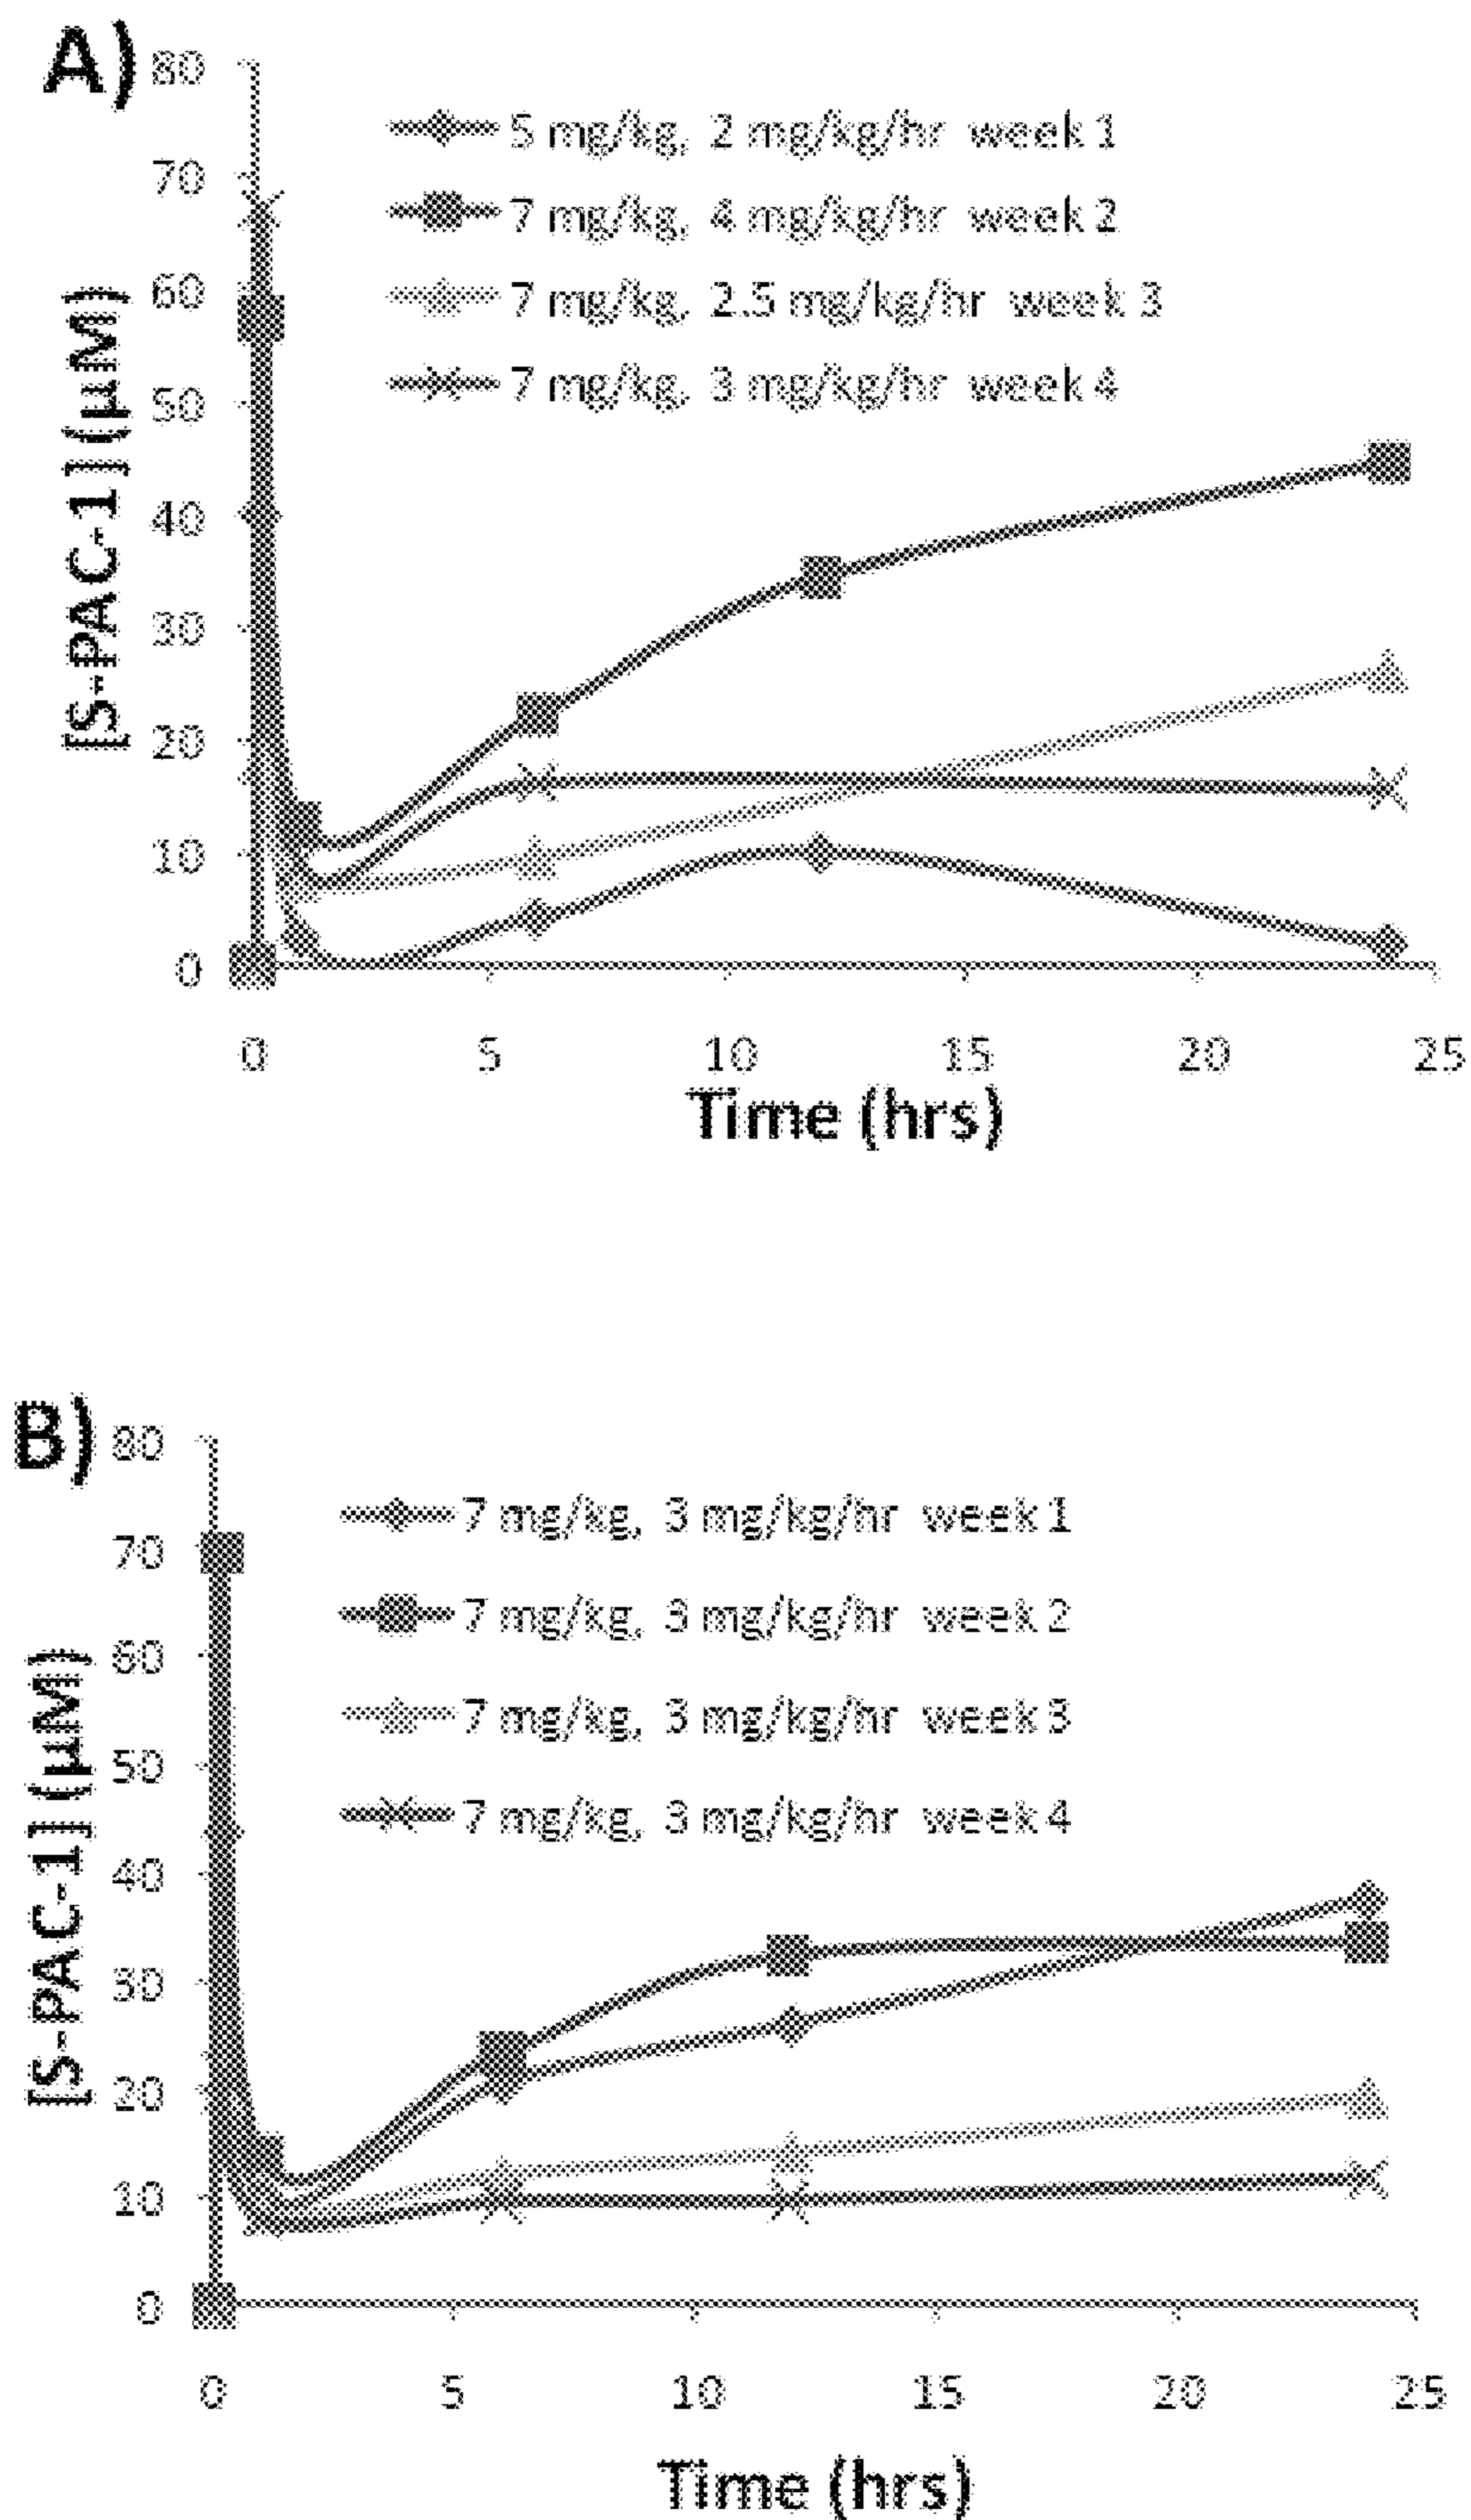 A)
80
70
60
50
40
30
20
10
0
[S-PAC-1] (µM)
5 mg/kg, 2 mg/kg/hr week 1
7 mg/kg, 4 mg/kg/hr week 2
7 mg/kg, 2.5 mg/kg/hr week 3
7 mg/kg, 3 mg/kg/hr week 4
0 5 10 15 20 25
Time (hrs)
B)
80
70
60
50
40
30
20
10
0
[S-PAC-1] (µM)
7 mg/kg, 3 mg/kg/hr week 1
7 mg/kg, 3 mg/kg/hr week 2
7 mg/kg, 3 mg/kg/hr week 3
7 mg/kg, 3 mg/kg/hr week 4
0 5 10 15 20 25
Time (hrs)